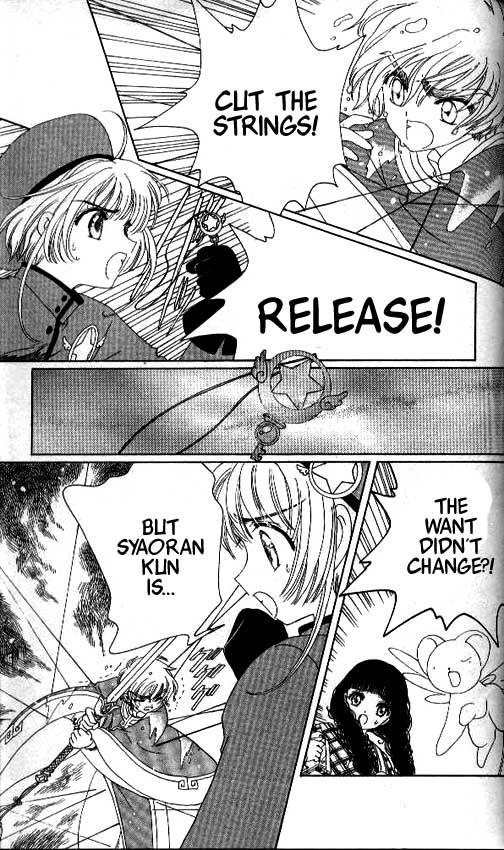 CUT THE
STRINGS!
RELEASE!
THE
WANT
DIDN'T
CHANGE?!
BUT
SYAORAN
KUN
IS...